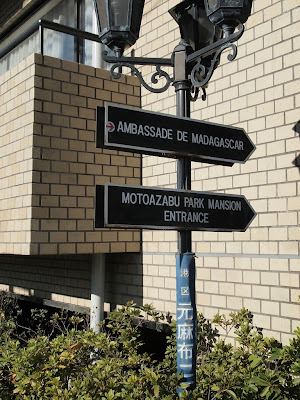 AMBASSADE DE MADAGASCAR
MOTOAZABU PARK MANSION
ENTRANCE
港区
元麻布